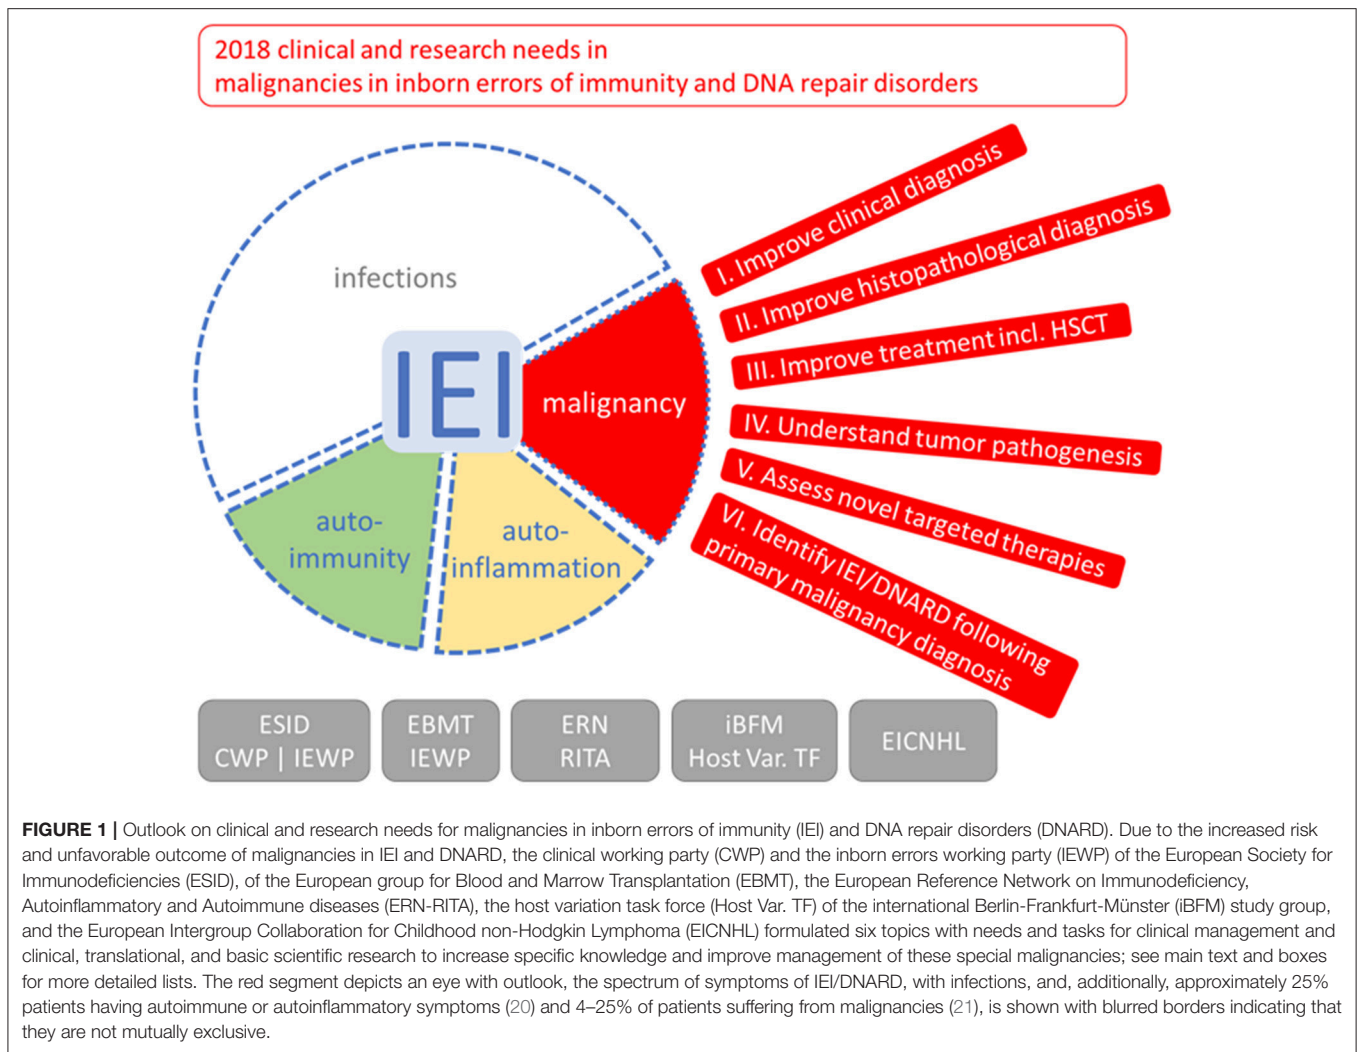 2018 clinical and research needs in
malignancies in inborn errors of immunity and DNA repair disorders
infections
IEI
malignancy
auto-
immunity
auto-
inflammation
I. Improve clinical diagnosis
II. Improve histopathological diagnosis
III. Improve treatment incl. HSCT
IV. Understand tumor pathogenesis
V. Assess novel targeted therapies
VI. Identify IEI/DNARD following
primary malignancy diagnosis
ESID
CWP | IEWP
EBMT
IEWP
ERN
RITA
iBFM
Host Var. TF
EICNHL
FIGURE 1 | Outlook on clinical and research needs for malignancies in inborn errors of immunity (IEI) and DNA repair disorders (DNARD). Due to the increased risk
and unfavorable outcome of malignancies in IEI and DNARD, the clinical working party (CWP) and the inborn errors working party (IEWP) of the European Society for
Immunodeficiencies (ESID), of the European group for Blood and Marrow Transplantation (EBMT), the European Reference Network on Immunodeficiency,
Autoinflammatory and Autoimmune diseases (ERN-RITA), the host variation task force (Host Var. TF) of the international Berlin-Frankfurt-Münster (iBFM) study group,
and the European Intergroup Collaboration for Childhood non-Hodgkin Lymphoma (EICNHL) formulated six topics with needs and tasks for clinical management and
clinical, translational, and basic scientific research to increase specific knowledge and improve management of these special malignancies; see main text and boxes
for more detailed lists. The red segment depicts an eye with outlook, the spectrum of symptoms of IEI/DNARD, with infections, and, additionally, approximately 25%
patients having autoimmune or autoinflammatory symptoms (20) and 4–25% of patients suffering from malignancies (21), is shown with blurred borders indicating that
they are not mutually exclusive.